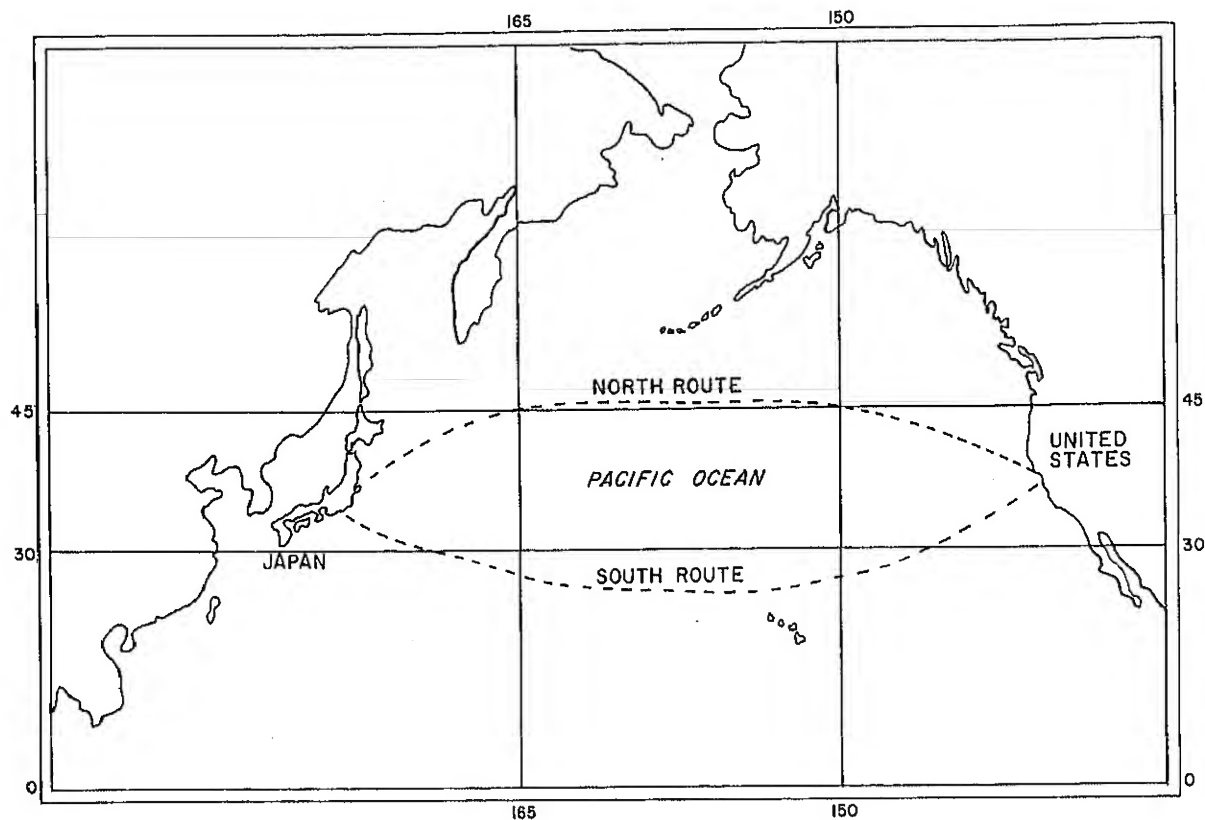 165 150
NORTH ROUTE
45 45
UNITED
STATES
PACIFIC OCEAN
30 30
JAPAN
SOUTH ROUTE
0 0
165 150